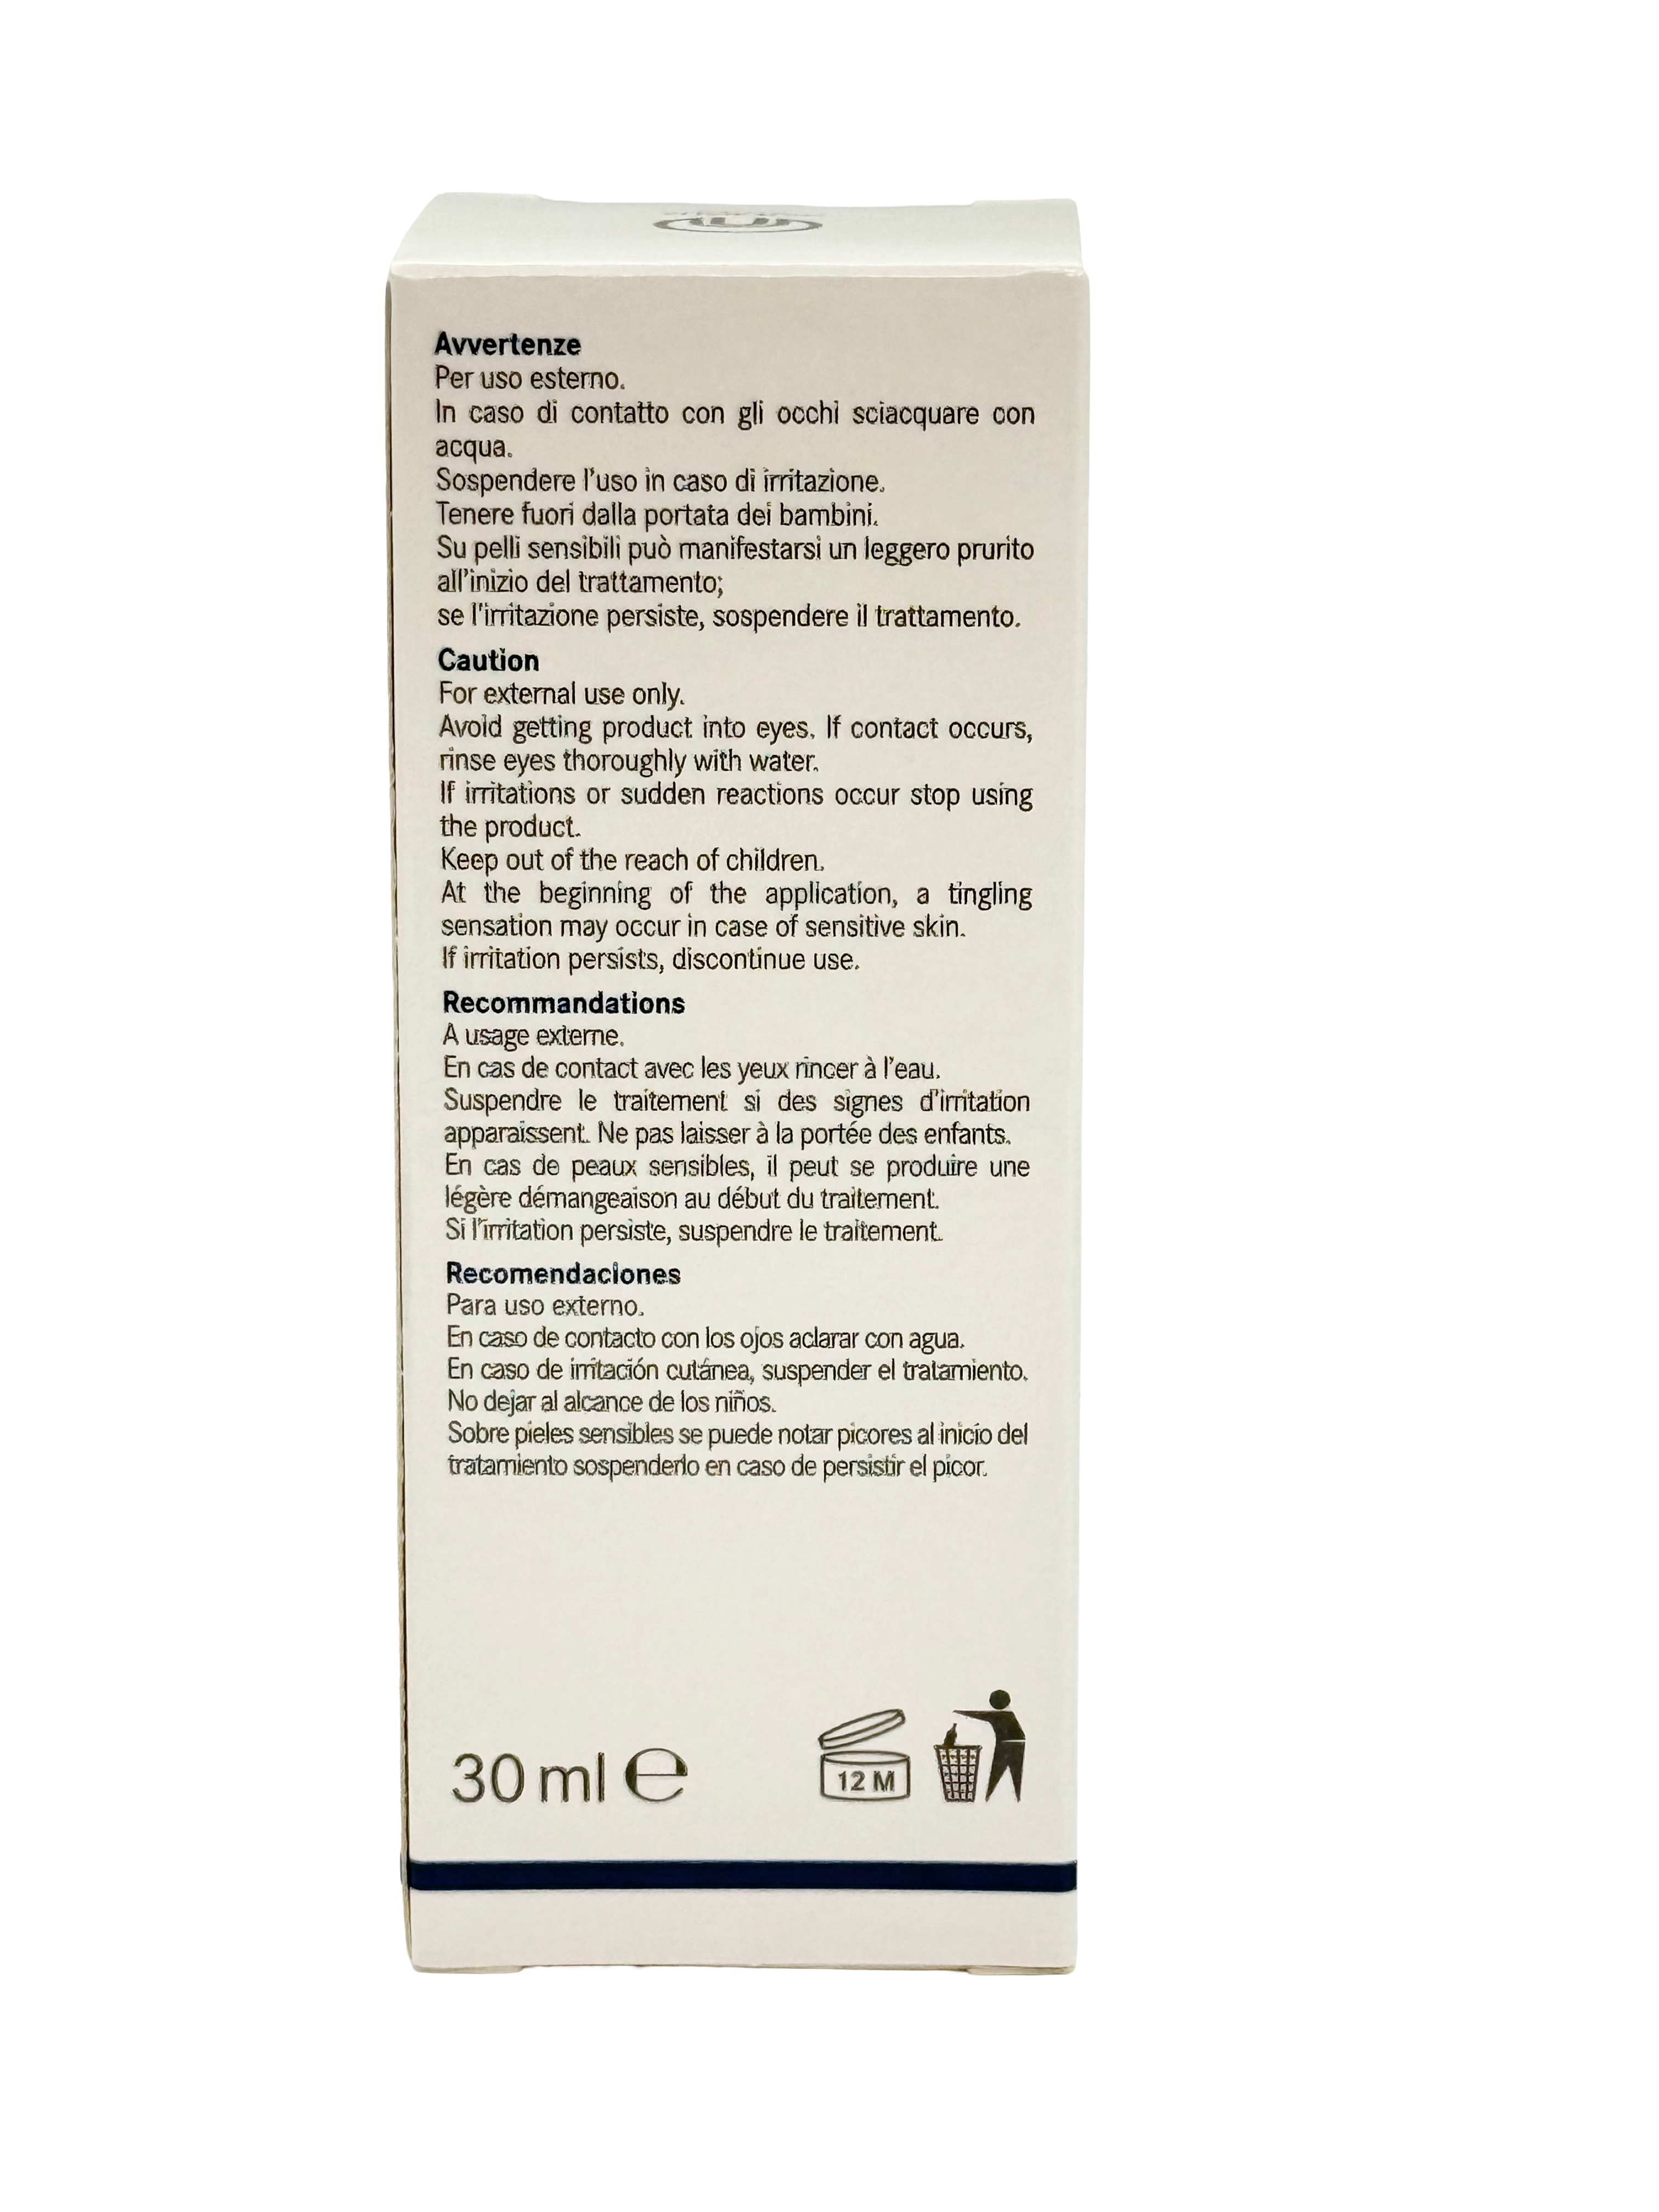 Avvertenze
Per uso esterno.
In caso di contatto con gli occhi sciacquare con
acqua.
Sospendere l'uso in caso di irritazione.
Tenere fuori dalla portata dei bambini.
Su pelli sensibili può manifestarsi un leggero prurito
all'inizio del trattamento;
se l'irritazione persiste, sospendere il trattamento.
Caution
For external use only.
Avoid getting product into eyes. If contact occurs,
rinse eyes thoroughly with water.
If irritations or sudden reactions occur stop using
the product.
Keep out of the reach of children.
At the beginning of the application, a tingling
sensation may occur in case of sensitive skin.
If irritation persists, discontinue use.
Recommandations
A usage externe.
En cas de contact avec les yeux rincer à l'eau.
Suspendre le traitement si des signes d'irritation
apparaissent. Ne pas laisser à la portée des enfants.
En cas de peaux sensibles, il peut se produire une
légère démangeaison au début du traitement.
Si l'irritation persiste, suspendre le traitement.
Recomendaciones
Para uso externo.
En caso de contacto con los ojos aclarar con agua.
En caso de irritación cutánea, suspender el tratamiento.
No dejar al alcance de los niños.
Sobre pieles sensibles se puede notar picores al inicio del
tratamiento sospenderlo en caso de persistir el picor.
30 ml ℮
12 M